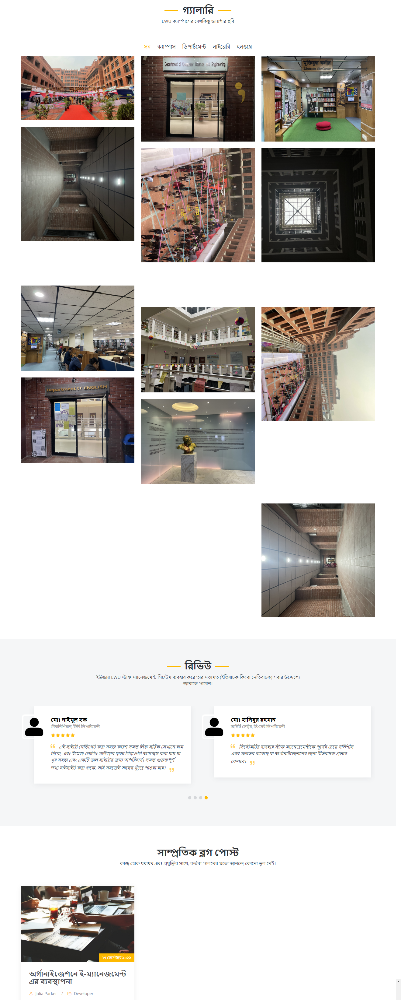 গ্যালারি
EWU ক্যাম্পাসের বেশকিছু জায়গার ছবি
সব ক্যাম্পাস ডিপার্টমেন্ট লাইব্রেরি হলওয়ে
Department of Computer Science and Engineering
মুক্তিযুদ্ধ কর্নার
Liberation War Corner
Department Of ENGLISH
রিভিউ
ইউজার EWU স্টাফ ম্যানেজমেন্ট সিস্টেম ব্যবহার করে তার মতামত (ইতিবাচক কিংবা নেতিবাচক) সবার উদ্দেশ্যে
জানাতে পারেন।
মোঃ নাইমুল হক
টেকনিশিয়ান, ইইই ডিপার্টমেন্ট
“ এই সাইটে নেভিগেট করা সহজ কারণ সমস্ত লিঙ্ক সঠিক সেখানে বাম
দিকে, এবং ইমেজ-লোডিং ব্রাউজার ছাড়া লিঙ্কগুলি অ্যাক্সেস করা যায় যা
খুব সহজ এবং একটি ভাল সাইটের জন্য অপরিহার্য। সমস্ত গুরুত্বপূর্ণ
তথ্য হাইলাইট করা থাকে, তাই সহজেই তাদের খুঁজে পাওয়া যায়। ”
মোঃ হাসিবুর রহমান
আইটি সেক্টর, সিএসই ডিপার্টমেন্ট
“ সিস্টেমটির ব্যবহার স্টাফ ম্যানেজমেন্টকে পূর্বের চেয়ে গতিশীল
এবর দ্রুততর করেছে যা অর্গানাইজেশনের জন্য ইতিবাচক প্রভাব
ফেলবে। ”
সাম্প্রতিক ব্লগ পোস্ট
কাজ হোক যথাযথ এবং প্রযুক্তির সাথে, কর্তব্য পালনের মতো আনন্দে কোনো ভুল নেই।
১৭ সেপ্টেম্বর ২০২২
অর্গানাইজেশনে ই-ম্যানেজমেন্ট
এর ব্যবস্থাপনা
Julia Parker / Developer